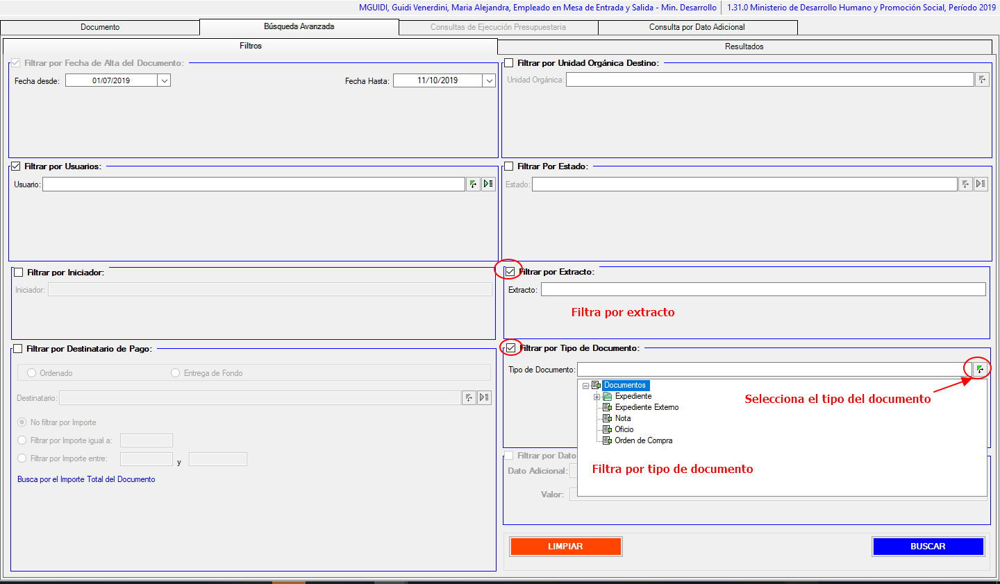 MGUIDI, Guidi Venerdini, Maria Alejandra, Empleado en Mesa de Entrada y Salida - Min. Desarrollo
1.31.0 Ministerio de Desarrollo Humano y Promoción Social, Período 2019
Documento
Búsqueda Avanzada
Consultas de Ejecución Presupuestaria
Consulta por Dato Adicional
Filtros
Resultados
Filtrar por Fecha de Alta del Documento:
Fecha desde:
01/07/2019
Fecha Hasta:
11/10/2019
Filtrar por Unidad Orgánica Destino:
Unidad Orgánica:
Filtrar por Usuarios:
Usuario:
Filtrar Por Estado:
Estado:
Filtrar por Iniciador:
Iniciador:
Filtrar por Extracto:
Extracto:
Filtra por extracto
Filtrar por Destinatario de Pago:
Ordenado
Entrega de Fondo
Destinatario:
No filtrar por Importe
Filtrar por Importe igual a:
Filtrar por Importe entre:
y
Busca por el Importe Total del Documento
Filtrar por Tipo de Documento:
Tipo de Documento:
Documentos
Expediente
Expediente Externo
Nota
Oficio
Orden de Compra
Selecciona el tipo del documento
Filtra por tipo de documento
Filtrar por Dato
Dato Adicional:
Valor:
LIMPIAR
BUSCAR